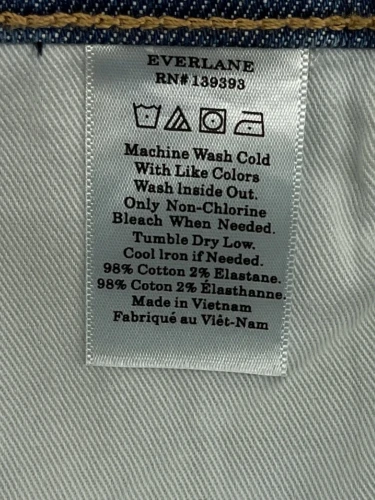 EVERLANE
RN# 139393
Machine Wash Cold
With Like Colors
Wash Inside Out.
Only Non-Chlorine
Bleach When Needed.
Tumble Dry Low.
Cool Iron if Needed.
98% Cotton 2% Elastane.
98% Coton 2% Élasthanne.
Made in Vietnam
Fabriqué au Viêt-Nam